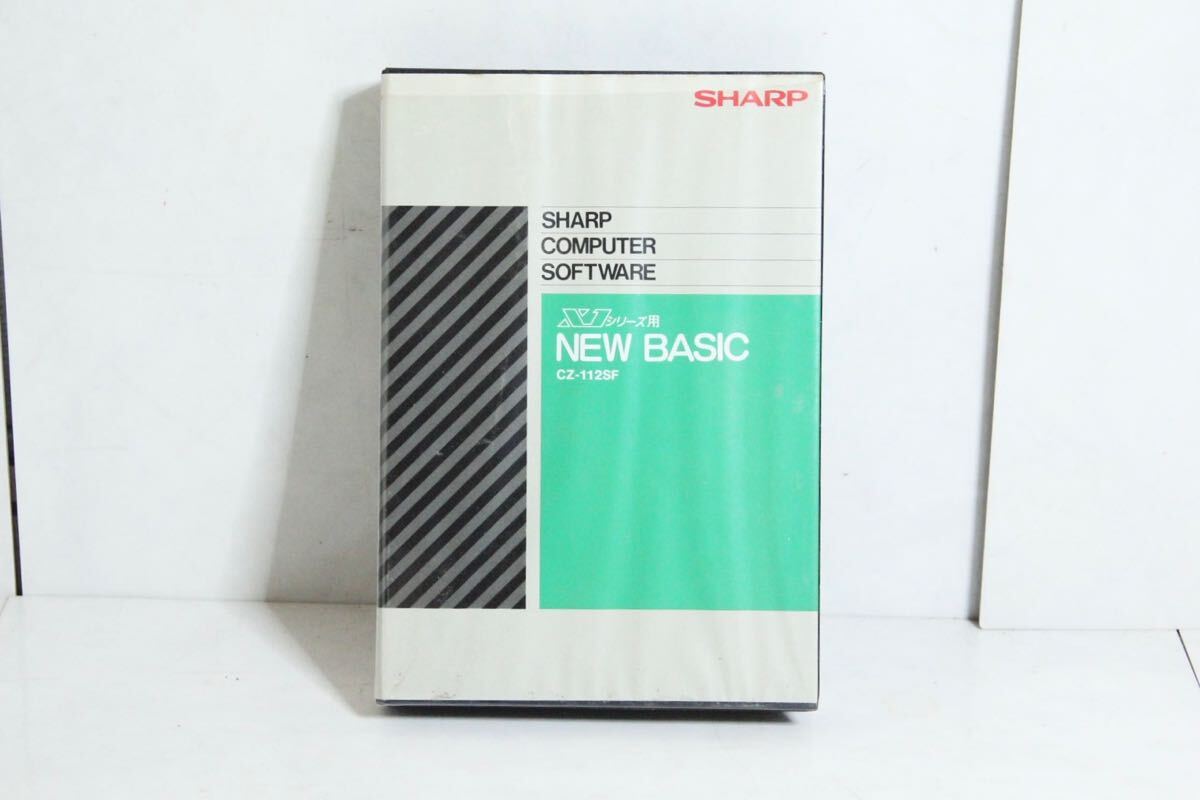 SHARP
SHARP
COMPUTER
SOFTWARE
X1シリーズ用
NEW BASIC
CZ-112SF